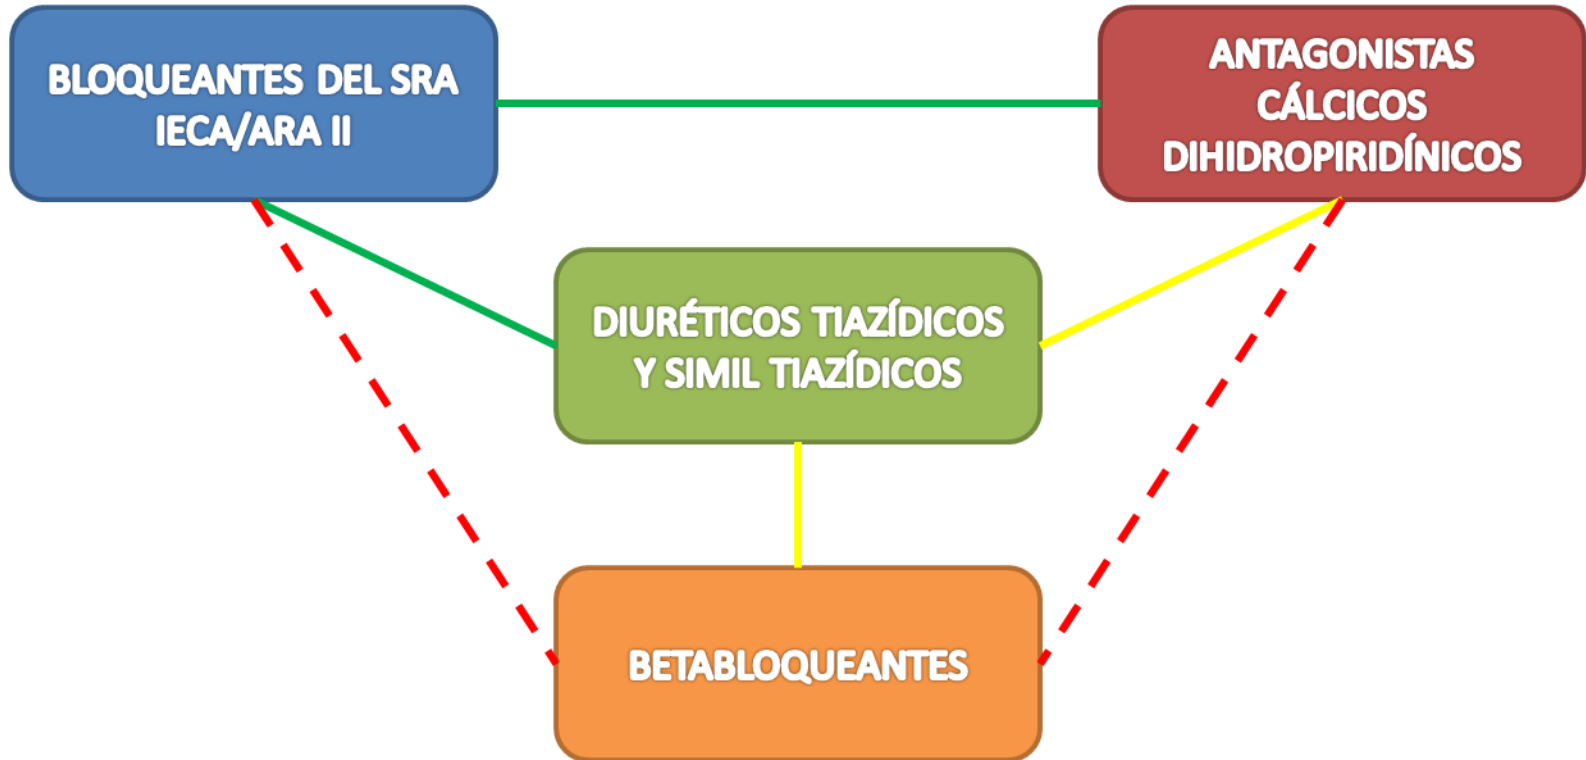 BLOQUEANTES DEL SRA
IECA/ARA II
ANTAGONISTAS
CÁLCICOS
DIHIDROPIRIDÍNICOS
DIURÉTICOS TIAZÍDICOS
Y SIMIL TIAZÍDICOS
BETABLOQUEANTES